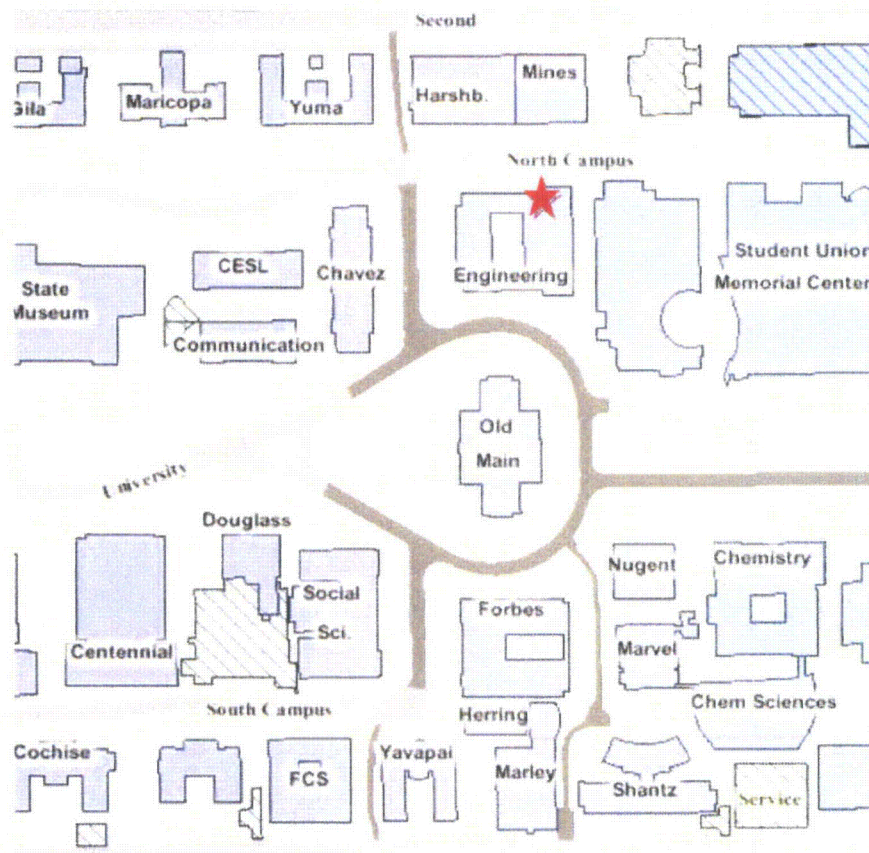 Second
Gila
Maricopa
Yuma
Harshb.
Mines
North Campus
State
Museum
CESL
Communication
Chavez
Engineering
Student Union
Memorial Center
Old
Main
University
Douglass
Centennial
Social
Sci.
Forbes
Nugent
Chemistry
Marvel
Chem Sciences
South Campus
Herring
Cochise
FCS
Yavapai
Marley
Shantz
Service